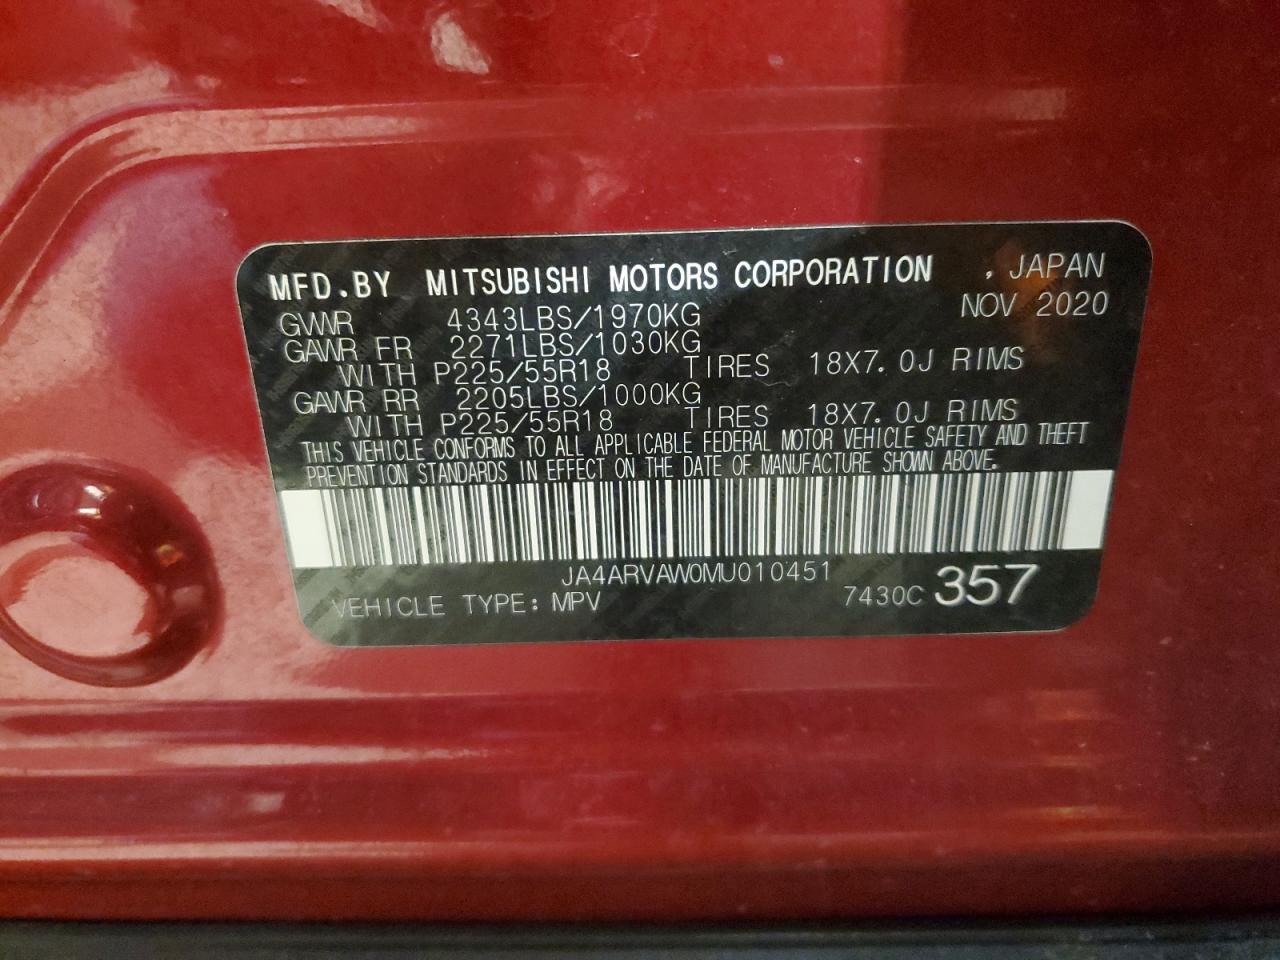 MFD.BY MITSUBISHI MOTORS CORPORATION , JAPAN
NOV 2020
GVWR 4343LBS/1970KG
GAWR FR 2271LBS/1030KG
WITH P225/55R18 TIRES 18X7.0J RIMS
GAWR RR 2205LBS/1000KG
WITH P225/55R18 TIRES 18X7.0J RIMS
THIS VEHICLE CONFORMS TO ALL APPLICABLE FEDERAL MOTOR VEHICLE SAFETY AND THEFT
PREVENTION STANDARDS IN EFFECT ON THE DATE OF MANUFACTURE SHOWN ABOVE.
JA4ARVAW0MU010451
VEHICLE TYPE: MPV 7430C 357